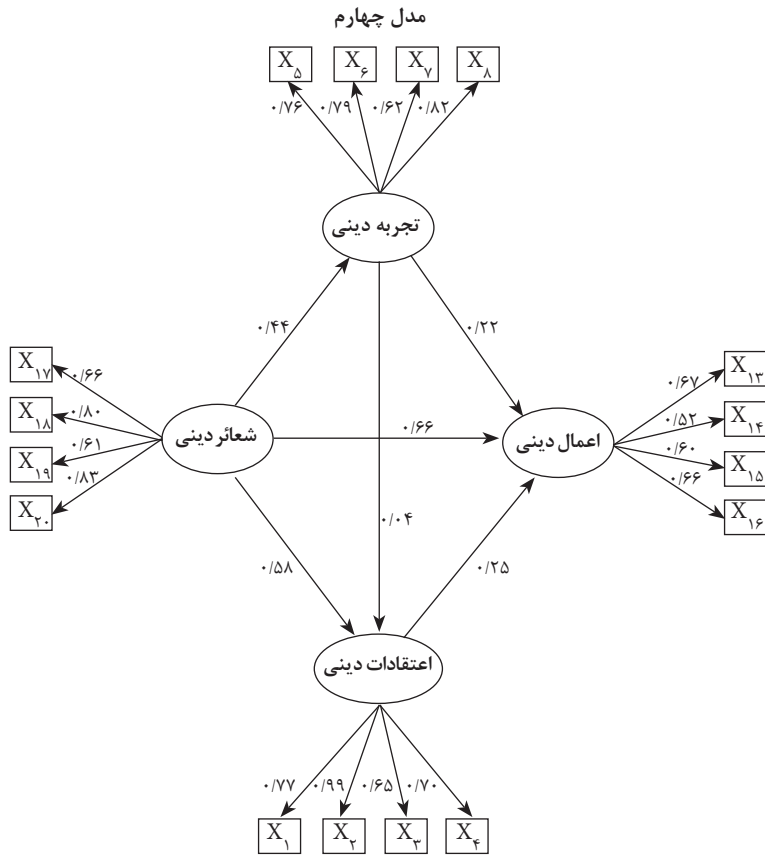 مدل چهارم
X۵ X۶ X۷ X۸
۰/۷۶ ۰/۷۹ ۰/۶۲ ۰/۸۲
تجربه دینی
۰/۴۴ ۰/۲۲
X۱۷ ۰/۶۶
X۱۸ ۰/۸۰
X۱۹ ۰/۶۱
X۲۰ ۰/۸۳
شعائر دینی
۰/۶۶
اعمال دینی
۰/۶۷ X۱۳
۰/۵۲ X۱۴
۰/۶۰ X۱۵
۰/۶۶ X۱۶
۰/۰۴
۰/۵۸ ۰/۲۵
اعتقادات دینی
۰/۷۷ ۰/۹۹ ۰/۶۵ ۰/۷۰
X۱ X۲ X۳ X۴